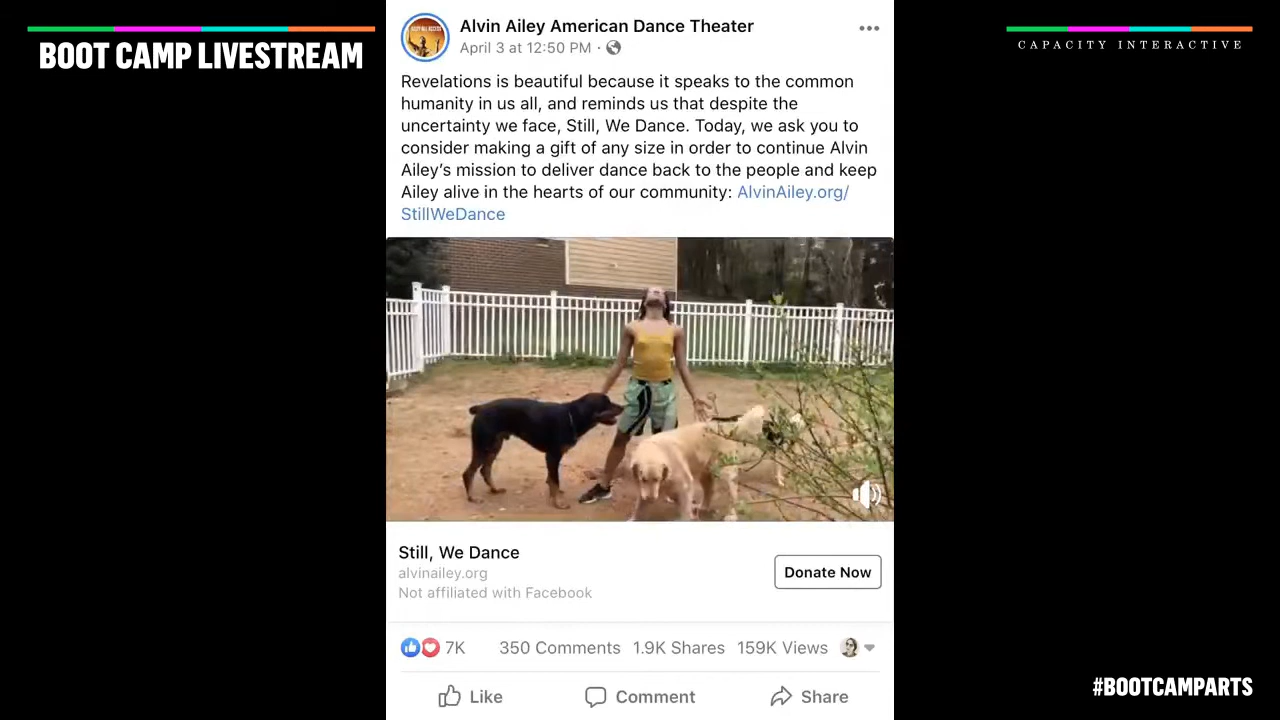 BOOT CAMP LIVESTREAM
CAPACITY INTERACTIVE
Alvin Ailey American Dance Theater
April 3 at 12:50 PM ·
Revelations is beautiful because it speaks to the common
humanity in us all, and reminds us that despite the
uncertainty we face, Still, We Dance. Today, we ask you to
consider making a gift of any size in order to continue Alvin
Ailey’s mission to deliver dance back to the people and keep
Ailey alive in the hearts of our community: AlvinAiley.org/
StillWeDance
Still, We Dance
alvinailey.org
Not affiliated with Facebook
Donate Now
7K 350 Comments 1.9K Shares 159K Views
Like Comment Share
#BOOTCAMPARTS